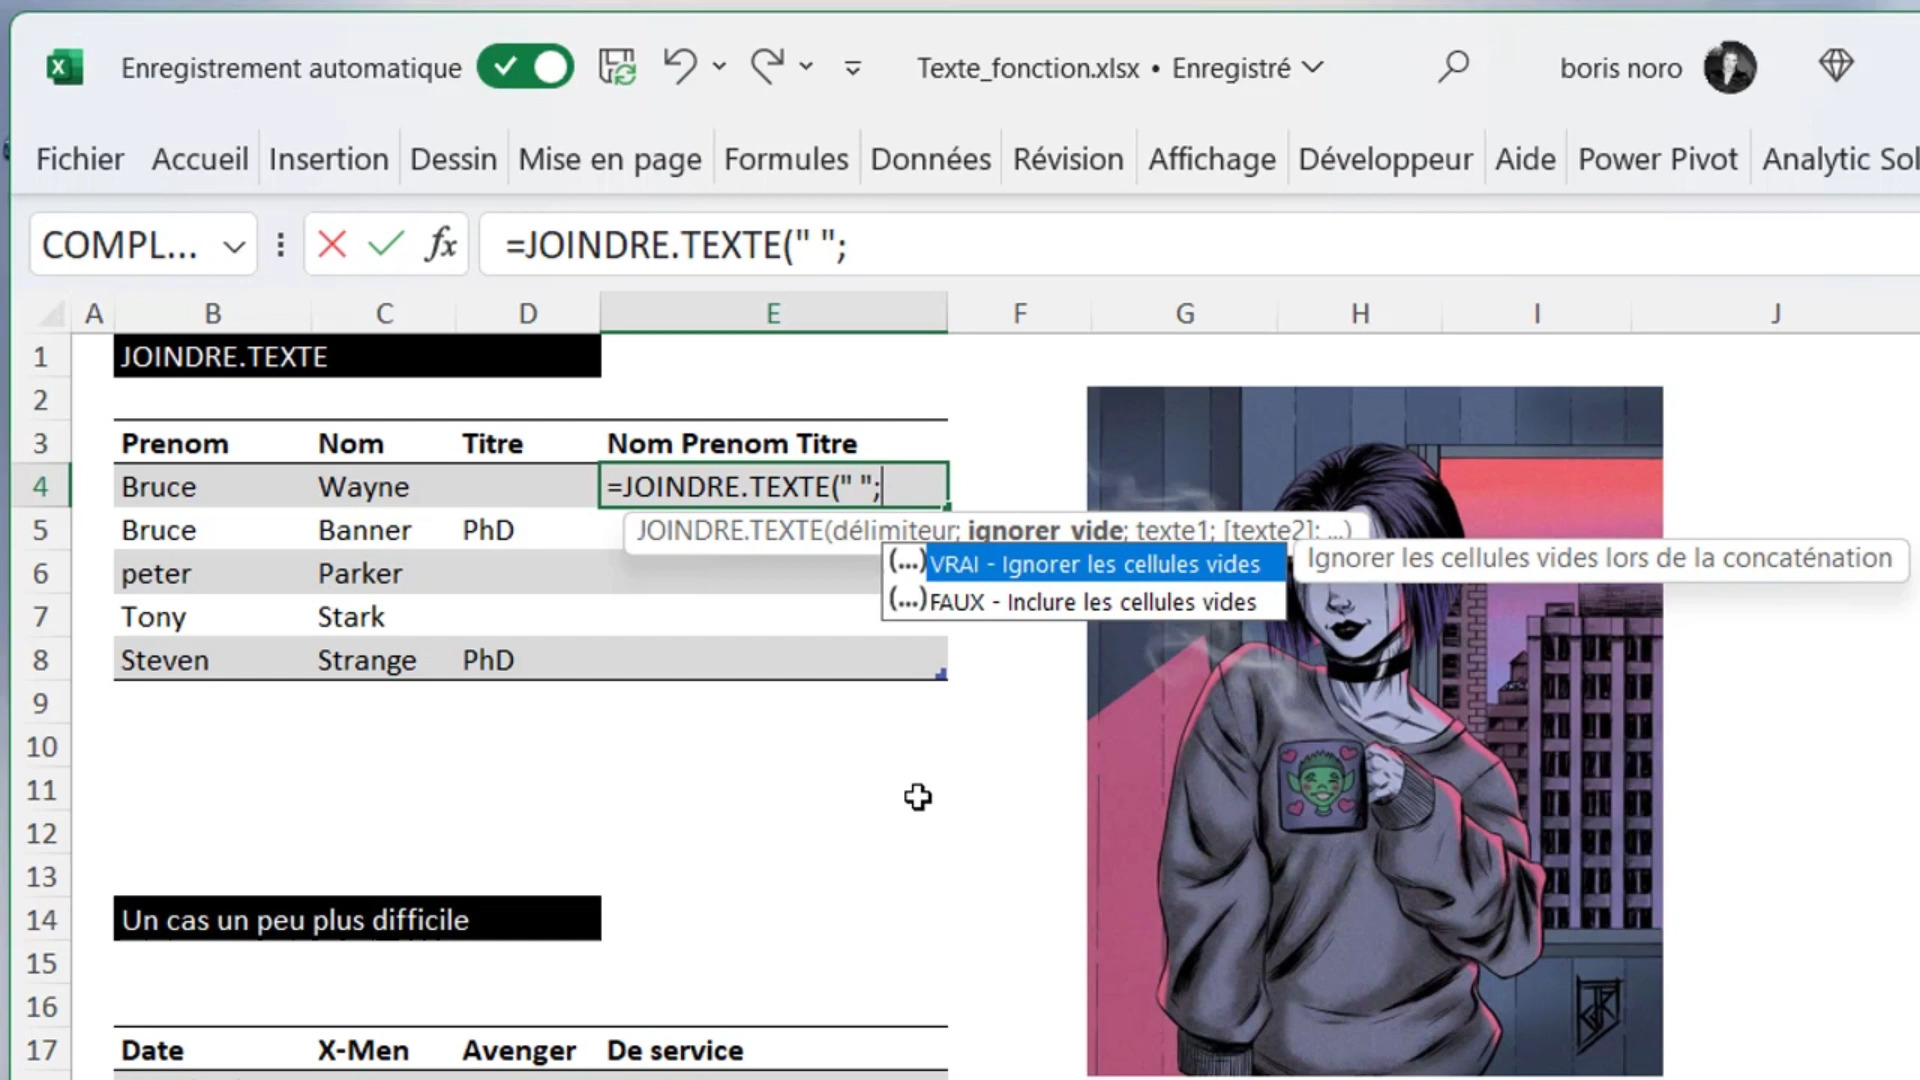 Enregistrement automatique Texte_fonction.xlsx • Enregistré boris noro
Fichier Accueil Insertion Dessin Mise en page Formules Données Révision Affichage Développeur Aide Power Pivot Analytic Sol
COMPL... fx =JOINDRE.TEXTE(" ";
A B C D E F G H I J
1 JOINDRE.TEXTE
2
3 Prenom Nom Titre Nom Prenom Titre
4 Bruce Wayne =JOINDRE.TEXTE(" ";
5 Bruce Banner PhD JOINDRE.TEXTE(délimiteur; ignorer_vide; texte1; [texte2]; ...)
(...) VRAI - Ignorer les cellules vides Ignorer les cellules vides lors de la concaténation
6 peter Parker
(...) FAUX - Inclure les cellules vides
7 Tony Stark
8 Steven Strange PhD
9
10
11
12
13
14 Un cas un peu plus difficile
15
16
17 Date X-Men Avenger De service